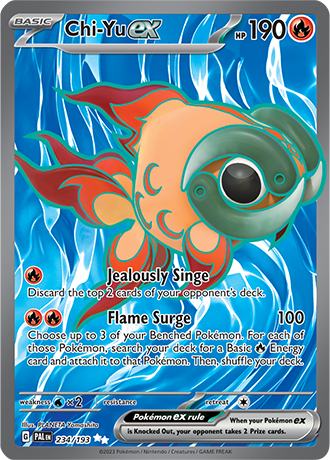 BASIC Chi-Yu ex HP 190
Jealously Singe
Discard the top 2 cards of your opponent's deck.
Flame Surge 100
Choose up to 3 of your Benched Pokémon. For each of
those Pokémon, search your deck for a Basic Energy
card and attach it to that Pokémon. Then, shuffle your deck.
weakness ×2 resistance retreat
Illus. PLANETA Yamashita
Pokémon ex rule
When your Pokémon ex
is Knocked Out, your opponent takes 2 Prize cards.
G PAL EN 234/193
©2023 Pokémon / Nintendo / Creatures / GAME FREAK